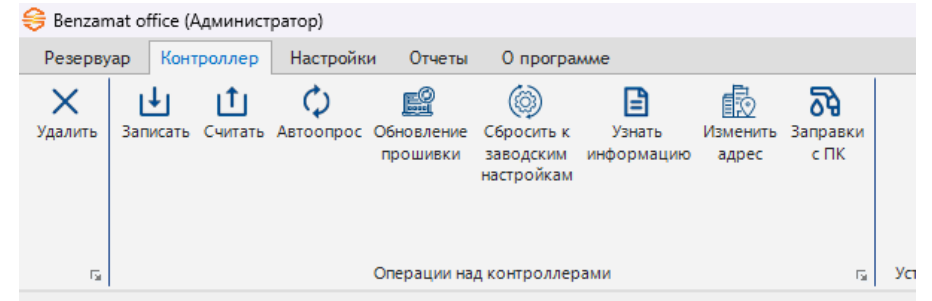 Benzamat office (Администратор)
Резервуар Контроллер Настройки Отчеты О программе
Удалить Записать Считать Автоопрос Обновление прошивки Сбросить к заводским настройкам Узнать информацию Изменить адрес Заправки с ПК
Операции над контроллерами